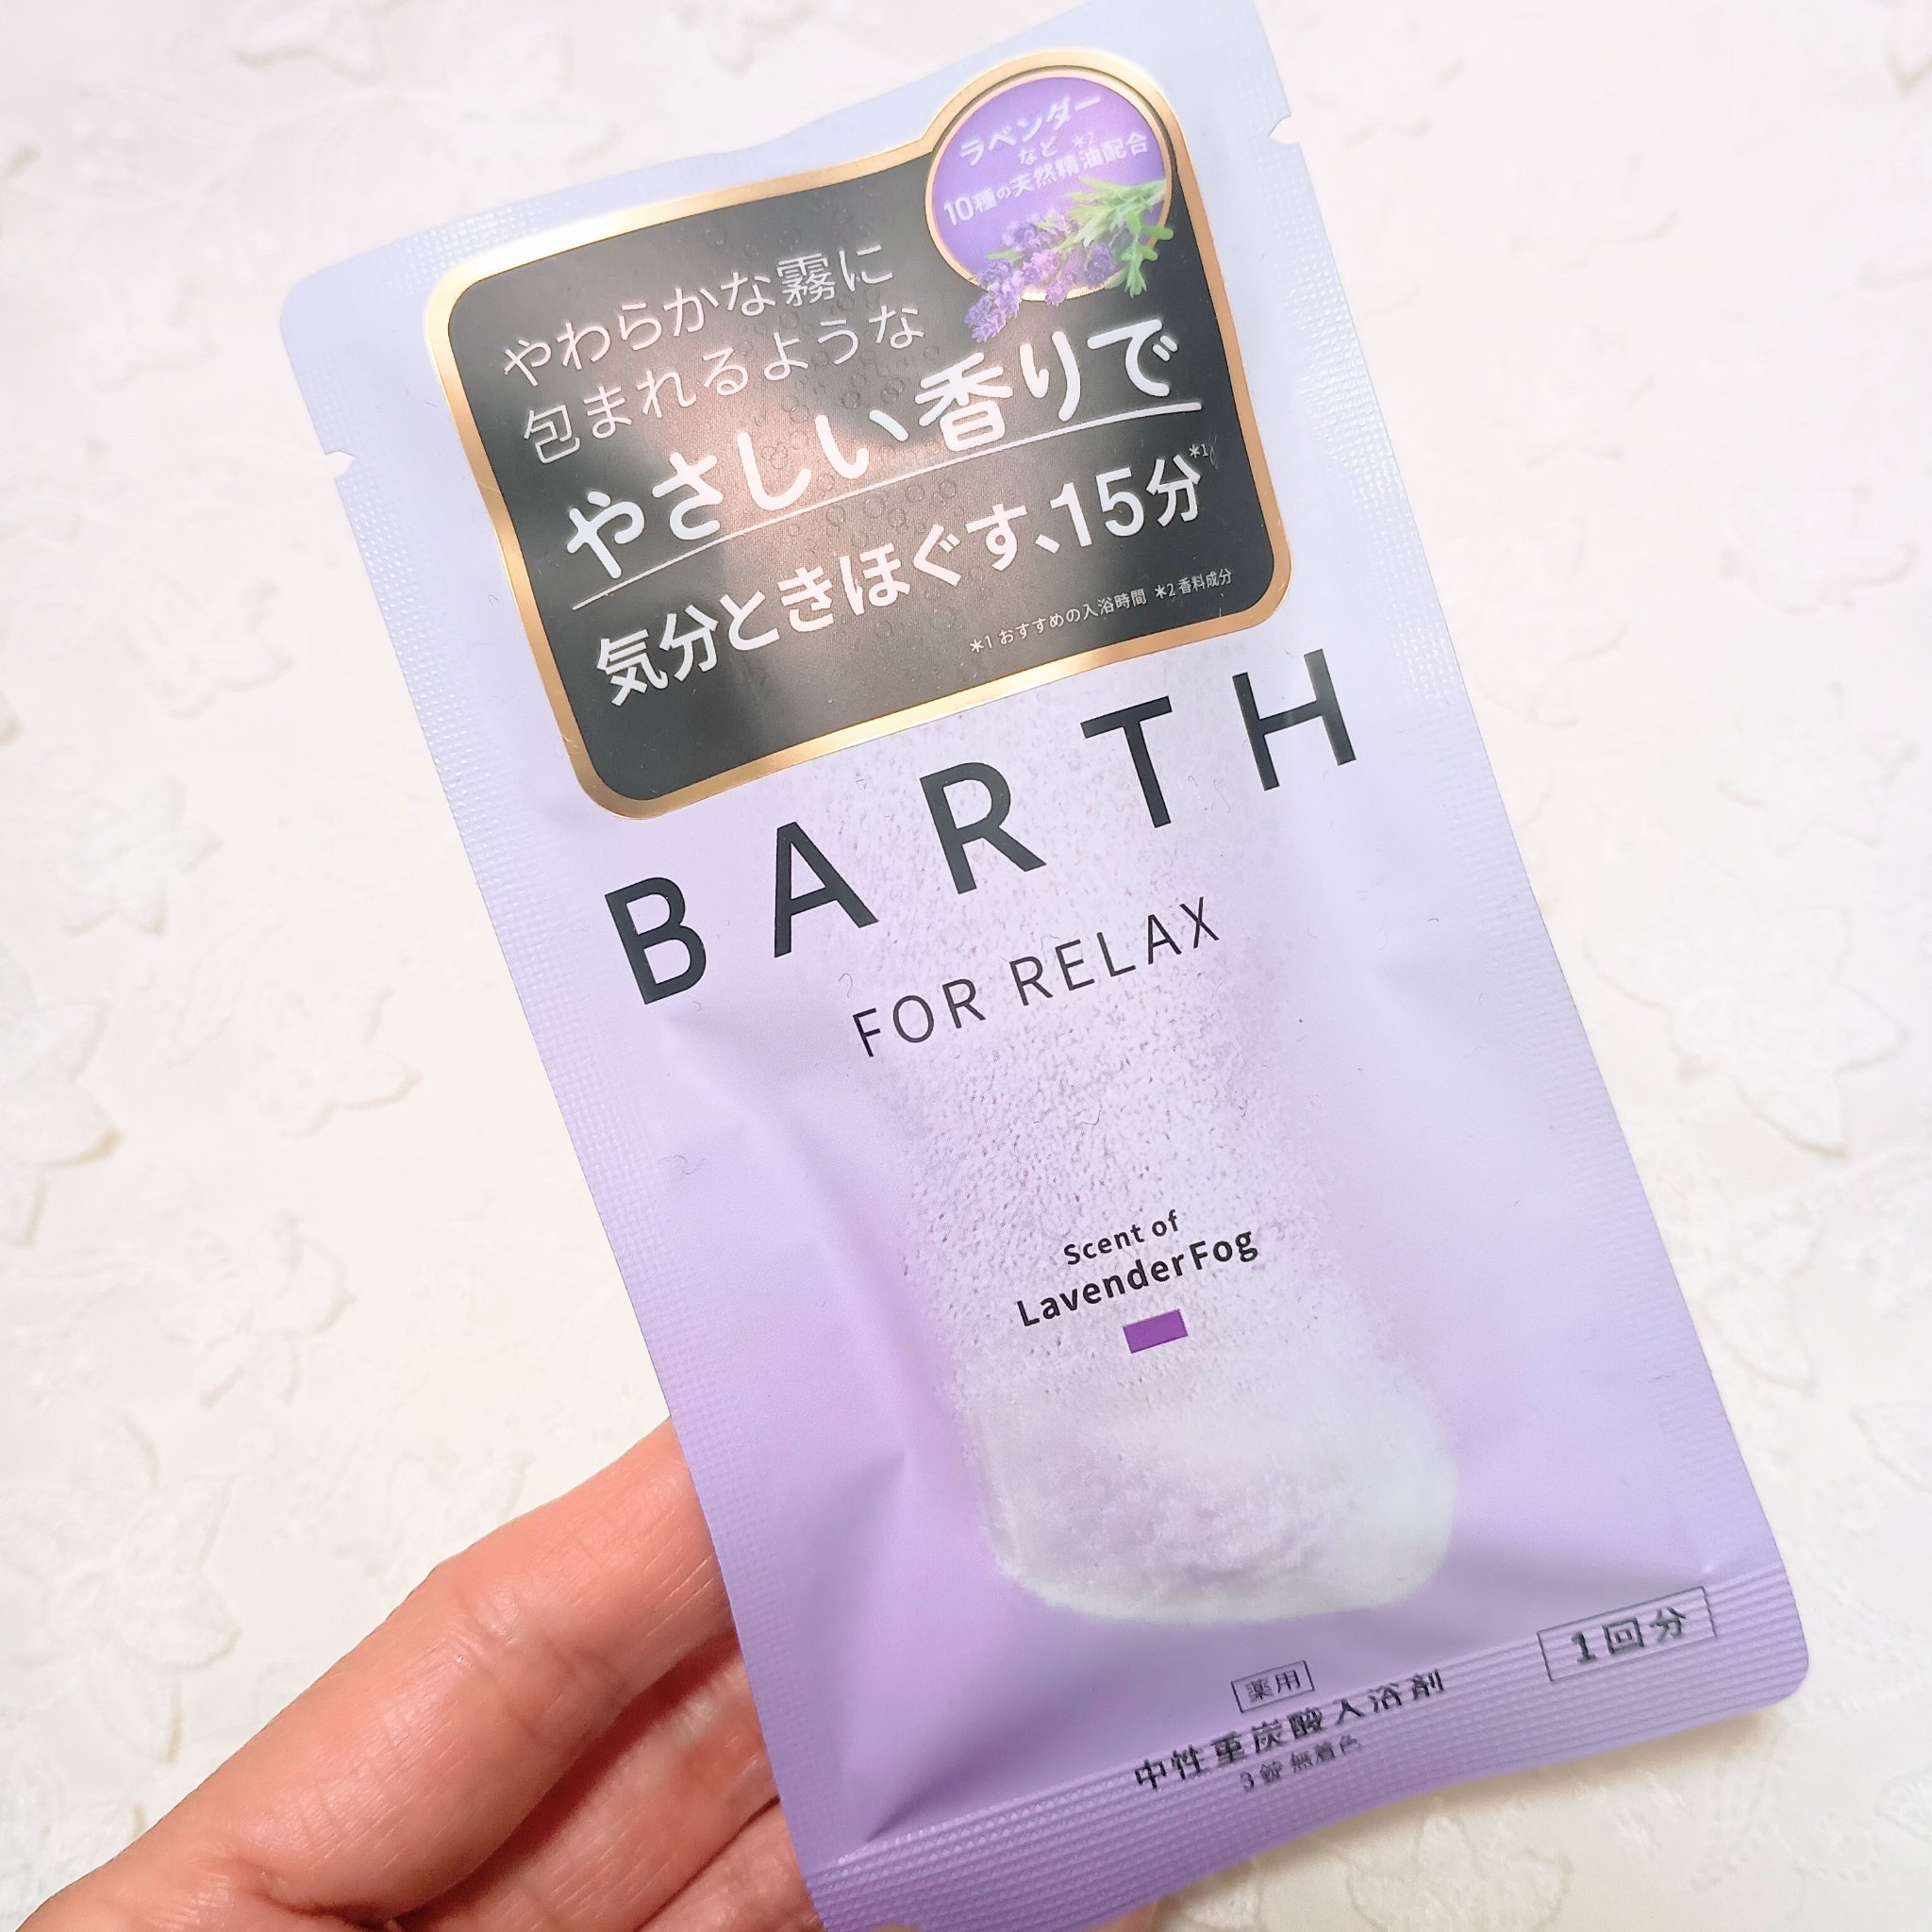 ラベンダー
など*2
10種の天然精油配合
やわらかな霧に
包まれるような
やさしい香りで
気分ときほぐす、15分*1
*1 おすすめの入浴時間 *2 香料成分
BARTH
FOR RELAX
Scent of
Lavender Fog
1回分
薬用
中性重炭酸入浴剤
3錠 無着色